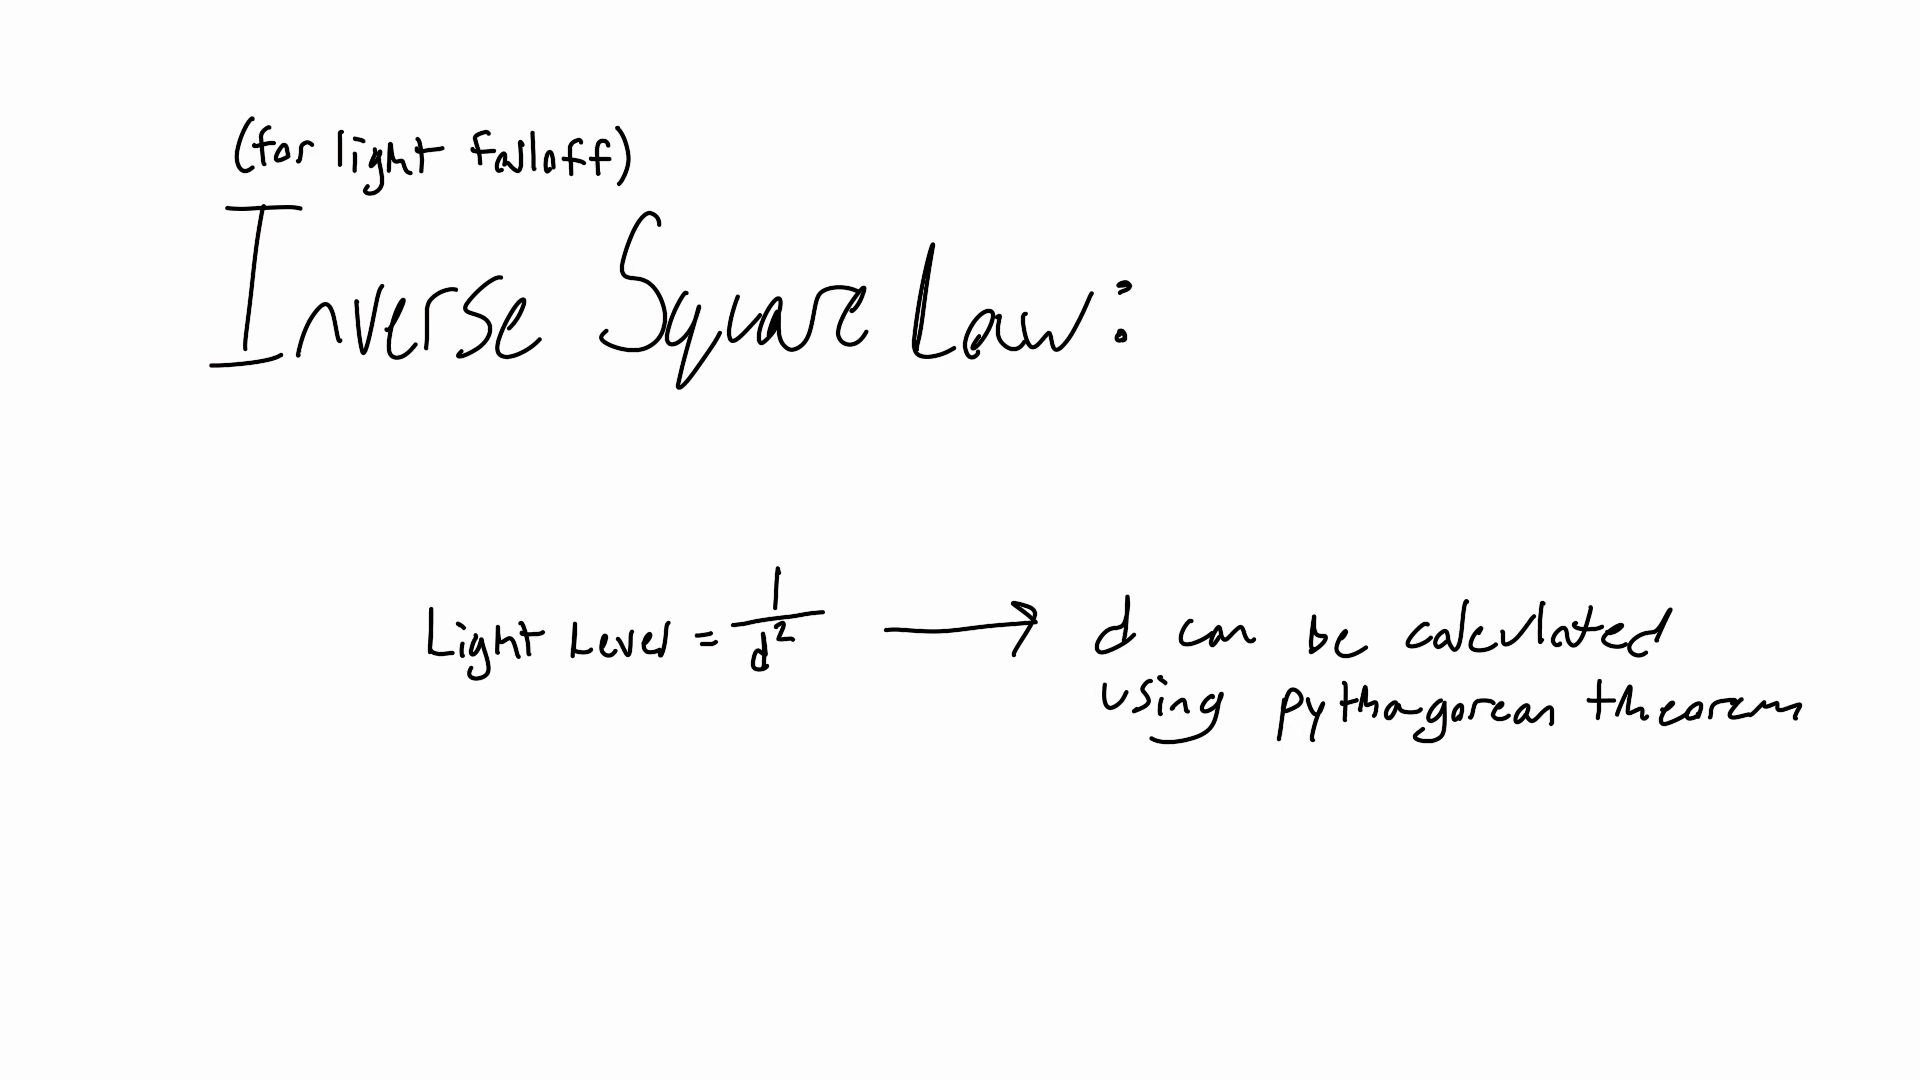 (for light falloff)
Inverse Square Law:
Light Level = 1/d² → d can be calculated
using pythagorean theorem